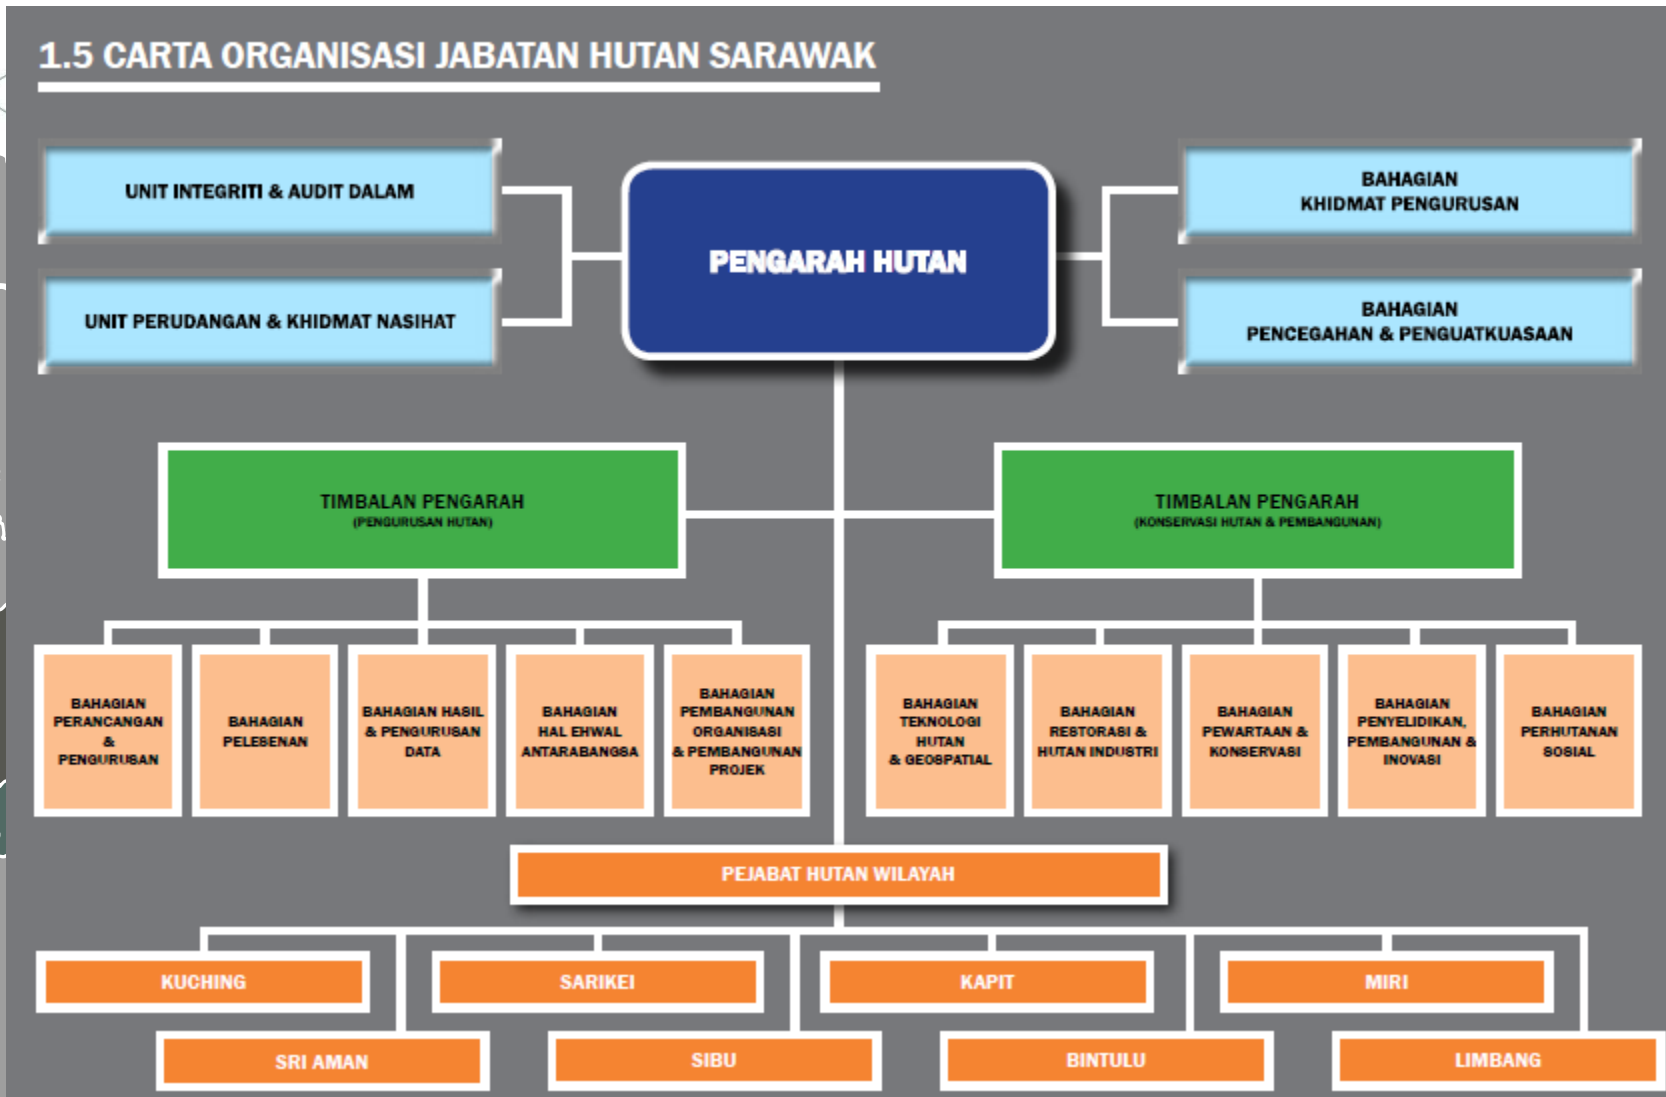 1.5 CARTA ORGANISASI JABATAN HUTAN SARAWAK
UNIT INTEGRITI & AUDIT DALAM
UNIT PERUDANGAN & KHIDMAT NASIHAT
PENGARAH HUTAN
BAHAGIAN
KHIDMAT PENGURUSAN
BAHAGIAN
PENCEGAHAN & PENGUATKUASAAN
TIMBALAN PENGARAH
(PENGURUSAN HUTAN)
TIMBALAN PENGARAH
(KONSERVASI HUTAN & PEMBANGUNAN)
BAHAGIAN
PERANCANGAN
&
PENGURUSAN
BAHAGIAN
PELESENAN
BAHAGIAN HASIL
& PENGURUSAN
DATA
BAHAGIAN
HAL EHWAL
ANTARABANGSA
BAHAGIAN
PEMBANGUNAN
ORGANISASI
& PEMBANGUNAN
PROJEK
BAHAGIAN
TEKNOLOGI
HUTAN
& GEOSPATIAL
BAHAGIAN
RESTORASI &
HUTAN INDUSTRI
BAHAGIAN
PEWARTAAN &
KONSERVASI
BAHAGIAN
PENYELIDIKAN,
PEMBANGUNAN &
INOVASI
BAHAGIAN
PERHUTANAN
SOSIAL
PEJABAT HUTAN WILAYAH
KUCHING
SARIKEI
KAPIT
MIRI
SRI AMAN
SIBU
BINTULU
LIMBANG